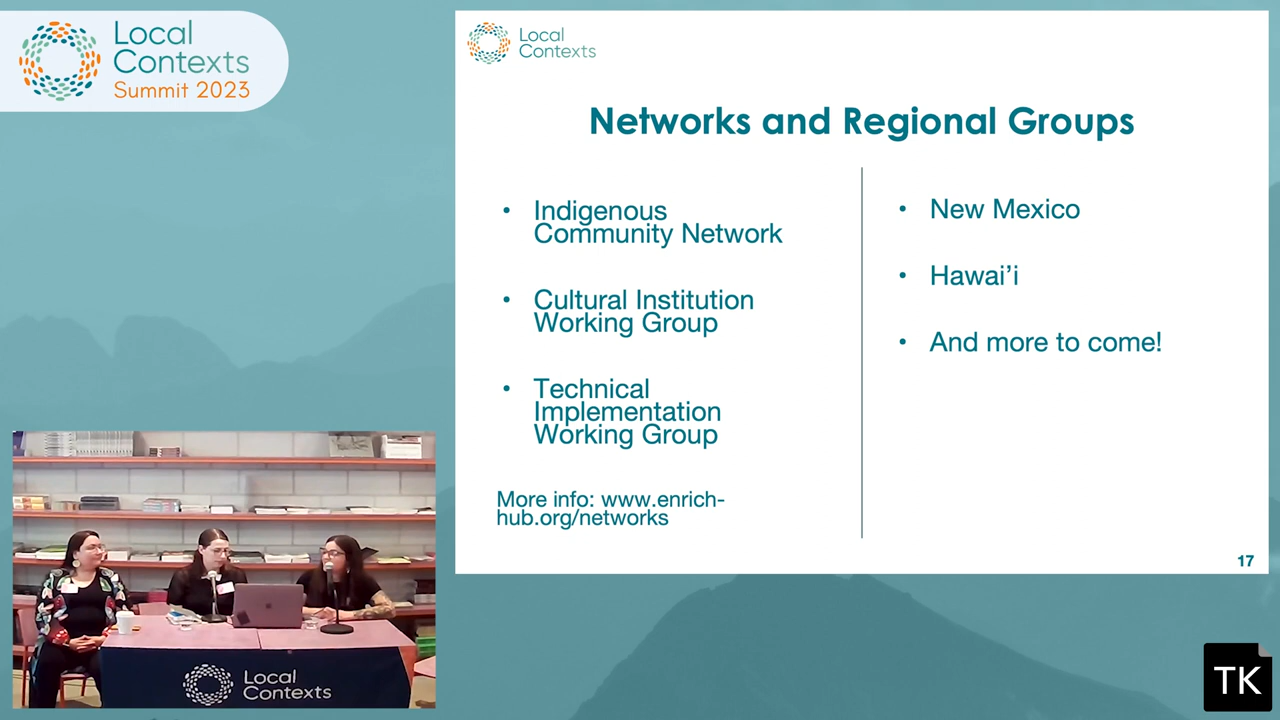 Local
Contexts
Summit 2023
Local
Contexts
Networks and Regional Groups
• Indigenous
Community Network
• Cultural Institution
Working Group
• Technical
Implementation
Working Group
More info: www.enrich-
hub.org/networks
• New Mexico
• Hawai’i
• And more to come!
17
Local
Contexts
TK